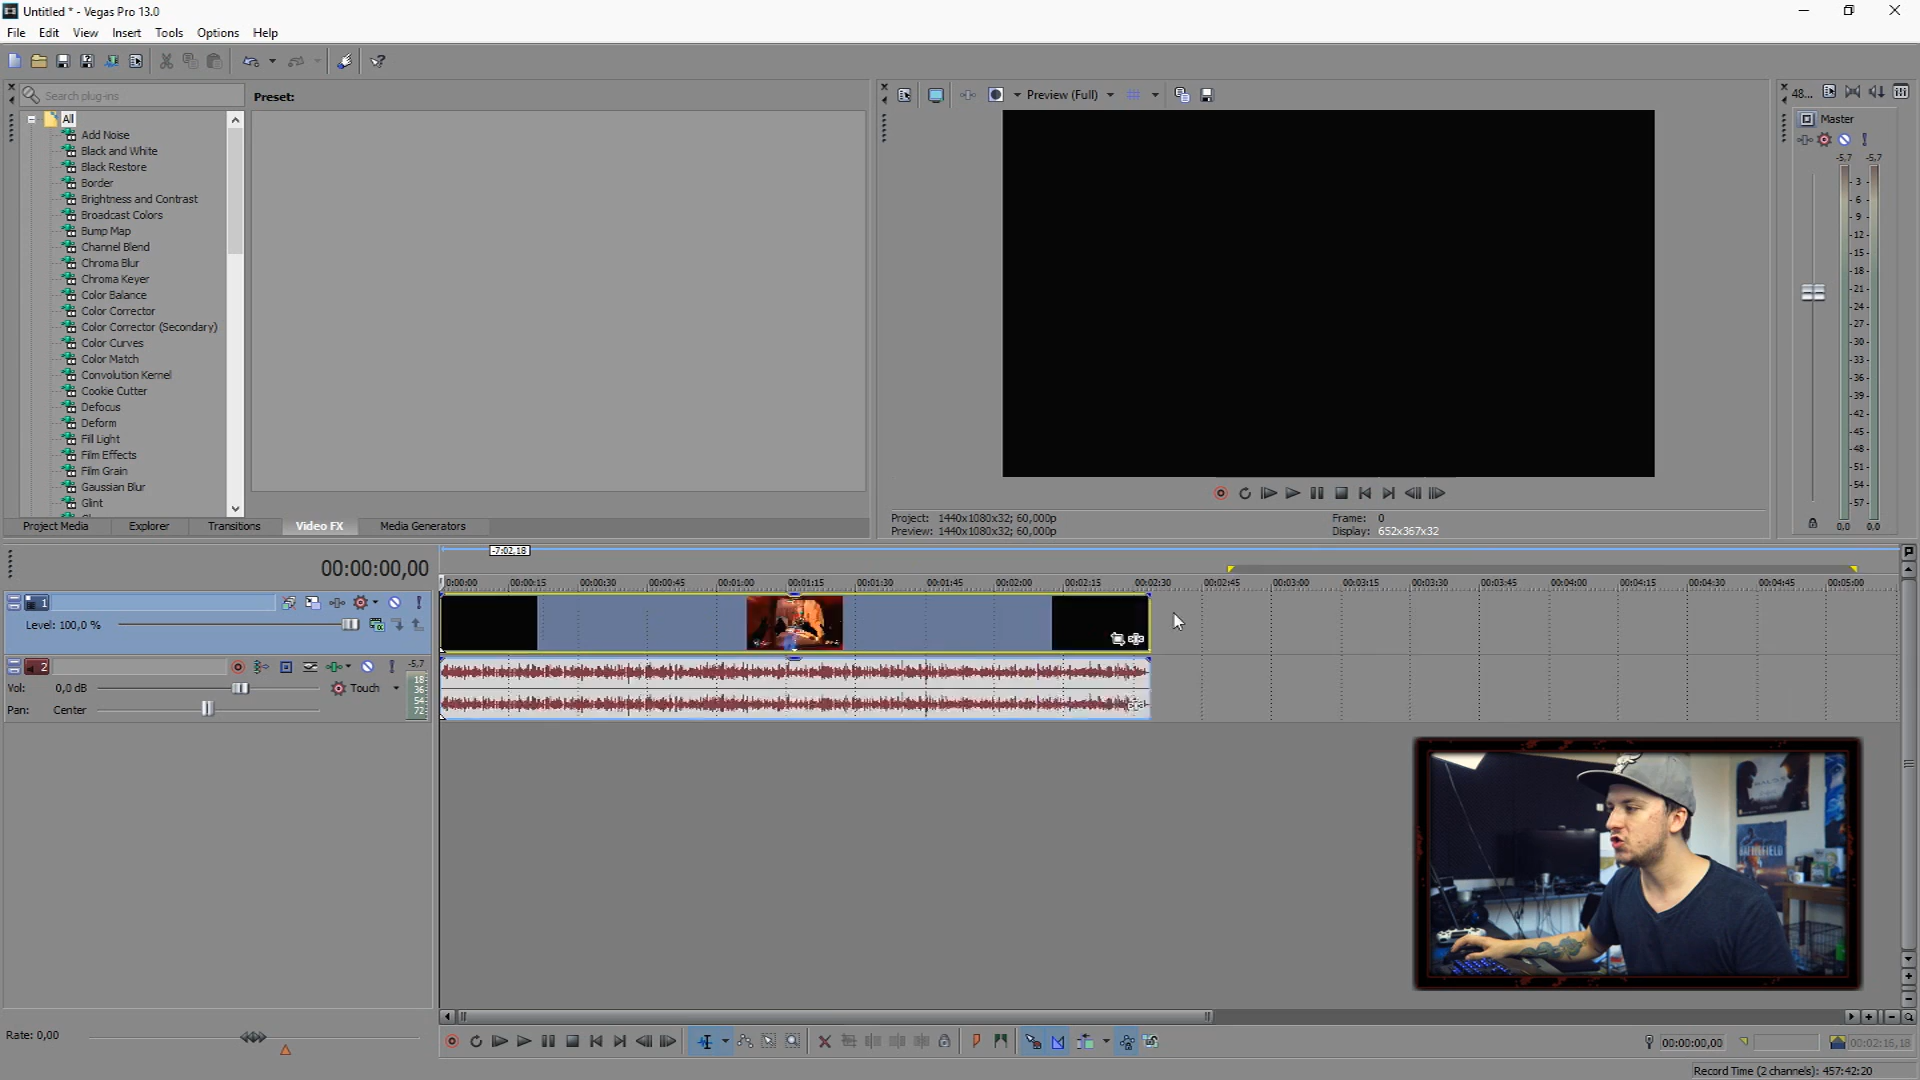 Untitled * - Vegas Pro 13.0
File Edit View Insert Tools Options Help
Search plug-ins
Preset:
All
Add Noise
Black and White
Black Restore
Border
Brightness and Contrast
Broadcast Colors
Bump Map
Channel Blend
Chroma Blur
Chroma Keyer
Color Balance
Color Corrector
Color Corrector (Secondary)
Color Curves
Color Match
Convolution Kernel
Cookie Cutter
Defocus
Deform
Fill Light
Film Effects
Film Grain
Gaussian Blur
Glint
Project Media Explorer Transitions Video FX Media Generators
Preview (Full)
Project: 1440x1080x32; 60,000p
Preview: 1440x1080x32; 60,000p
Frame: 0
Display: 652x367x32
48...
Master
-5.7 -5.7
3
6
9
12
15
18
21
24
27
30
33
36
39
42
45
48
51
54
57
0,0 0,0
00:00:00,00
-7:02.18
0:00:00 00:00:15 00:00:30 00:00:45 00:01:00 00:01:15 00:01:30 00:01:45 00:02:00 00:02:15 00:02:30 00:02:45 00:03:00 00:03:15 00:03:30 00:03:45 00:04:00 00:04:15 00:04:30 00:04:45 00:05:00
1
Level: 100,0 %
2
-5.7
Vol: 0,0 dB
Touch
18
36
54
72
Pan: Center
BATTLEFIELD
Rate: 0,00
00:00:00,00
00:02:16,18
Record Time (2 channels): 457:42:20